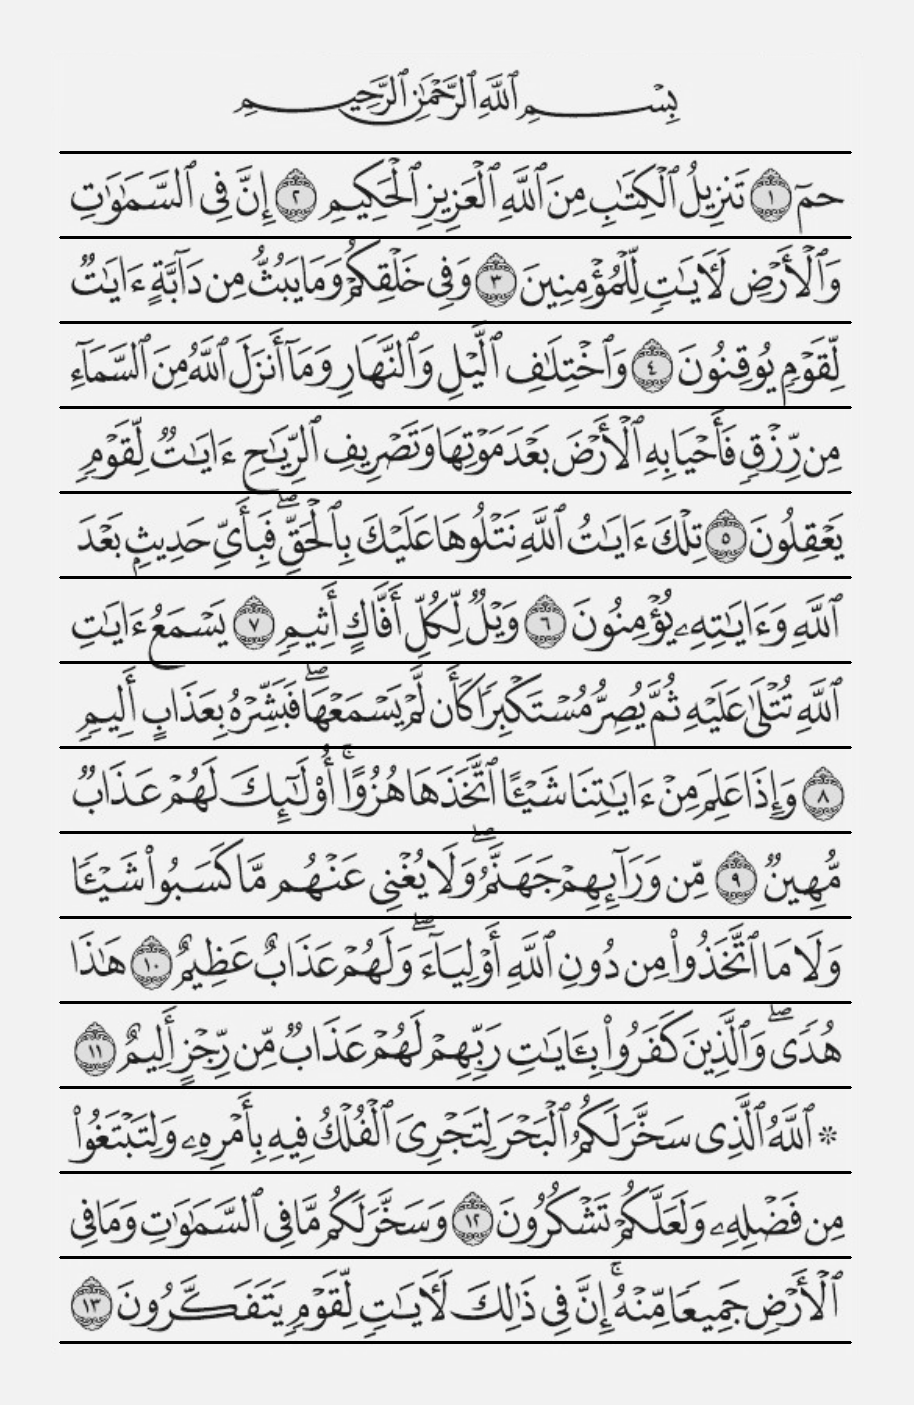 بِسْمِ ٱللَّهِ ٱلرَّحْمَٰنِ ٱلرَّحِيمِ
حمٓ ١ تَنزِيلُ ٱلْكِتَٰبِ مِنَ ٱللَّهِ ٱلْعَزِيزِ ٱلْحَكِيمِ ٢ إِنَّ فِى ٱلسَّمَٰوَٰتِ
وَٱلْأَرْضِ لَءَايَٰتٍ لِّلْمُؤْمِنِينَ ٣ وَفِى خَلْقِكُمْ وَمَا يَبُثُّ مِن دَآبَّةٍ ءَايَٰتٌ
لِّقَوْمٍ يُوقِنُونَ ٤ وَٱخْتِلَٰفِ ٱلَّيْلِ وَٱلنَّهَارِ وَمَآ أَنزَلَ ٱللَّهُ مِنَ ٱلسَّمَآءِ
مِن رِّزْقٍ فَأَحْيَا بِهِ ٱلْأَرْضَ بَعْدَ مَوْتِهَا وَتَصْرِيفِ ٱلرِّيَٰحِ ءَايَٰتٌ لِّقَوْمٍ
يَعْقِلُونَ ٥ تِلْكَ ءَايَٰتُ ٱللَّهِ نَتْلُوهَا عَلَيْكَ بِٱلْحَقِّ ۖ فَبِأَىِّ حَدِيثٍۭ بَعْدَ
ٱللَّهِ وَءَايَٰتِهِۦ يُؤْمِنُونَ ٦ وَيْلٌ لِّكُلِّ أَفَّاكٍ أَثِيمٍ ٧ يَسْمَعُ ءَايَٰتِ
ٱللَّهِ تُتْلَىٰ عَلَيْهِ ثُمَّ يُصِرُّ مُسْتَكْبِرًا كَأَن لَّمْ يَسْمَعْهَا ۖ فَبَشِّرْهُ بِعَذَابٍ أَلِيمٍ
٨ وَإِذَا عَلِمَ مِنْ ءَايَٰتِنَا شَيْـًٔا ٱتَّخَذَهَا هُزُوًا ۚ أُو۟لَٰٓئِكَ لَهُمْ عَذَابٌ
مُّهِينٌ ٩ مِّن وَرَآئِهِمْ جَهَنَّمُ ۖ وَلَا يُغْنِى عَنْهُم مَّا كَسَبُوا۟ شَيْـًٔا
وَلَا مَا ٱتَّخَذُوا۟ مِن دُونِ ٱللَّهِ أَوْلِيَآءَ ۖ وَلَهُمْ عَذَابٌ عَظِيمٌ ١٠ هَٰذَا
هُدًى ۖ وَٱلَّذِينَ كَفَرُوا۟ بِـَٔايَٰتِ رَبِّهِمْ لَهُمْ عَذَابٌ مِّن رِّجْزٍ أَلِيمٌ ١١
۞ ٱللَّهُ ٱلَّذِى سَخَّرَ لَكُمُ ٱلْبَحْرَ لِتَجْرِىَ ٱلْفُلْكُ فِيهِ بِأَمْرِهِۦ وَلِتَبْتَغُوا۟
مِن فَضْلِهِۦ وَلَعَلَّكُمْ تَشْكُرُونَ ١٢ وَسَخَّرَ لَكُم مَّا فِى ٱلسَّمَٰوَٰتِ وَمَا فِى
ٱلْأَرْضِ جَمِيعًا مِّنْهُ ۚ إِنَّ فِى ذَٰلِكَ لَءَايَٰتٍ لِّقَوْمٍ يَتَفَكَّرُونَ ١٣